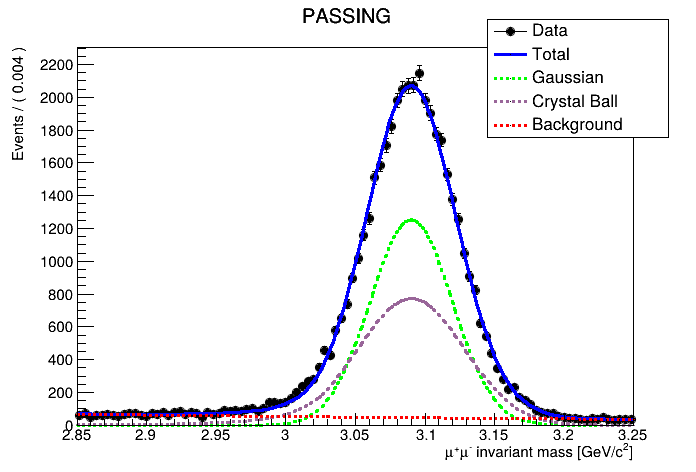 PASSING
Data
Total
Gaussian
Crystal Ball
Background
Events / ( 0.004 )
2200
2000
1800
1600
1400
1200
1000
800
600
400
200
0
2.85 2.9 2.95 3 3.05 3.1 3.15 3.2 3.25
μ⁺μ⁻ invariant mass [GeV/c²]